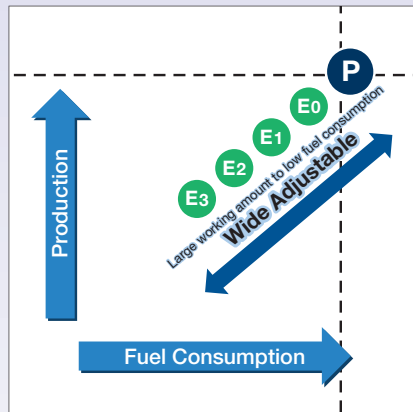 P
E0
E1
E2
E3
Large working amount to low fuel consumption
Wide Adjustable
Production
Fuel Consumption